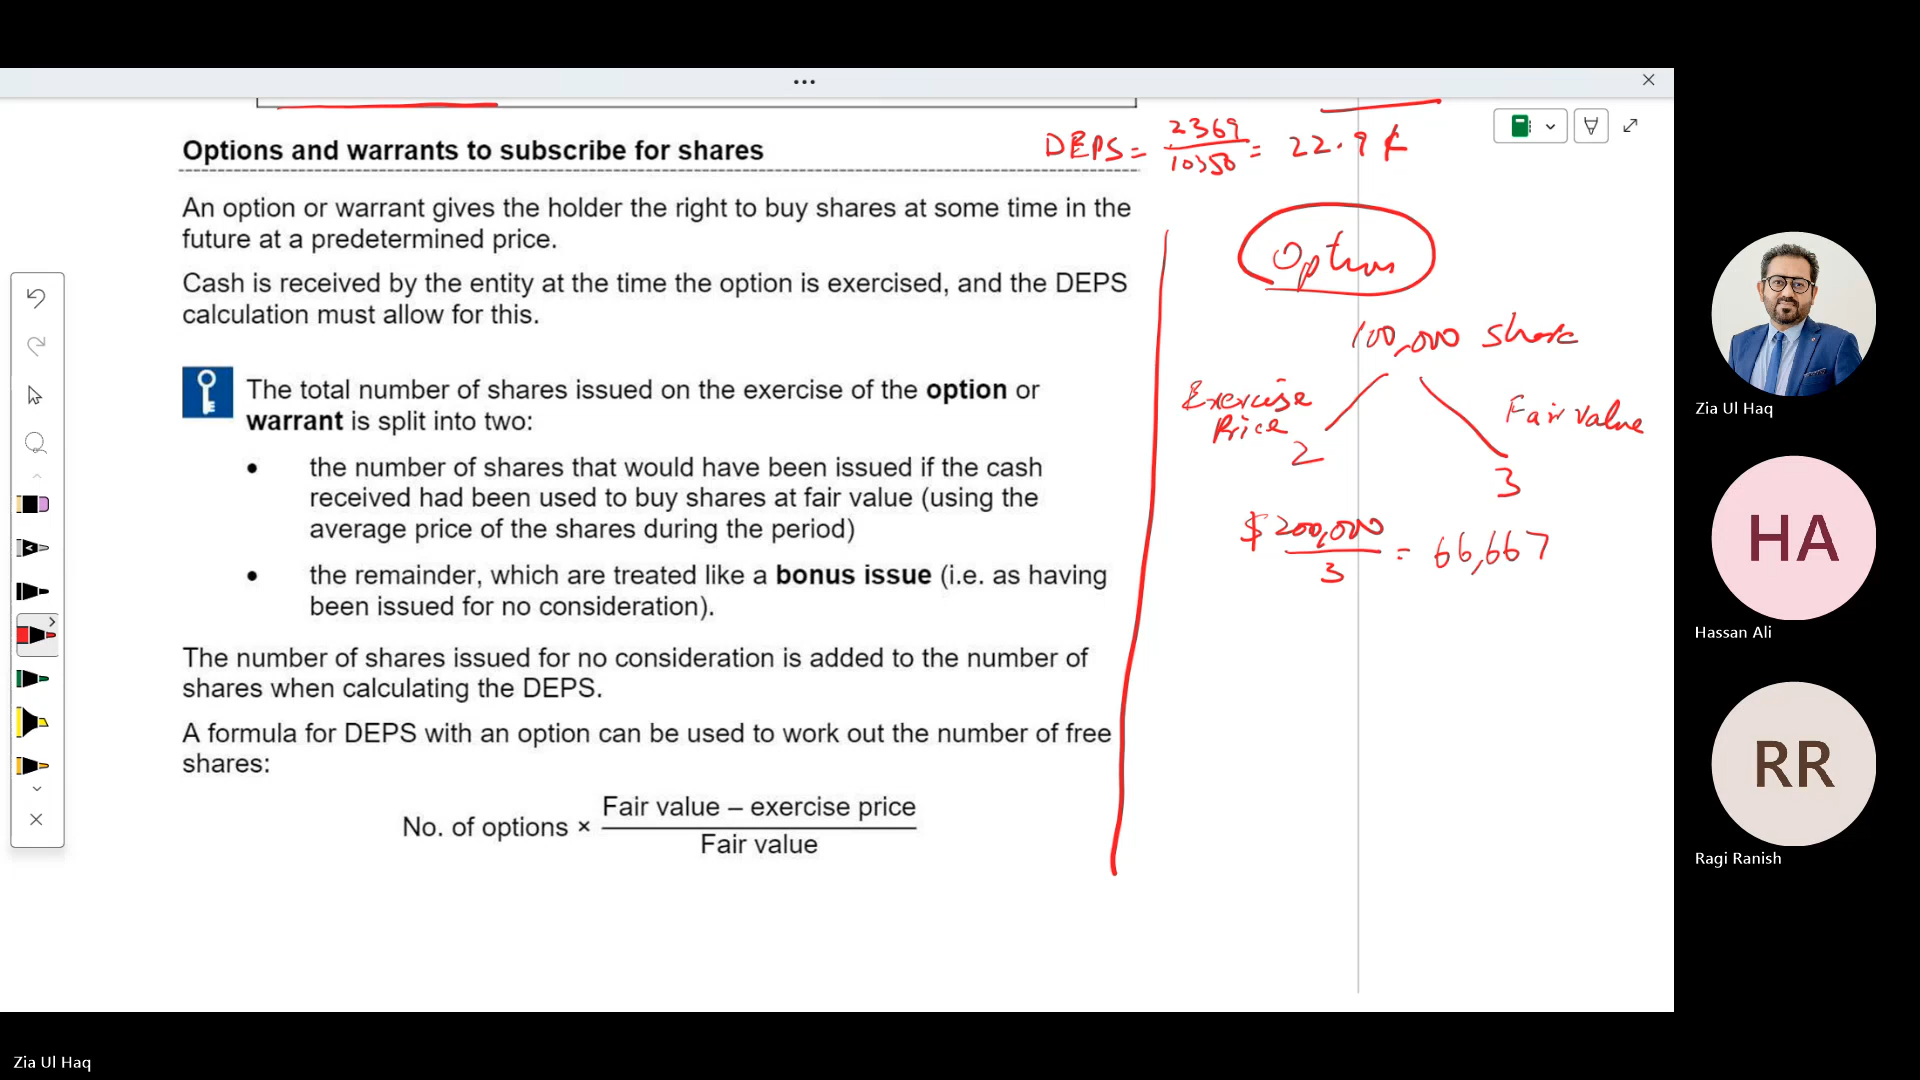 Options and warrants to subscribe for shares
An option or warrant gives the holder the right to buy shares at some time in the
future at a predetermined price.
Cash is received by the entity at the time the option is exercised, and the DEPS
calculation must allow for this.
The total number of shares issued on the exercise of the option or
warrant is split into two:
• the number of shares that would have been issued if the cash
received had been used to buy shares at fair value (using the
average price of the shares during the period)
• the remainder, which are treated like a bonus issue (i.e. as having
been issued for no consideration).
The number of shares issued for no consideration is added to the number of
shares when calculating the DEPS.
A formula for DEPS with an option can be used to work out the number of free
shares:
No. of options × Fair value – exercise price
Fair value
DEPS = 2369 = 22.9 ¢
10350
Option
100,000 share
Exercise
Price
2
Fair value
3
$200,000 = 66,667
3
Zia Ul Haq
HA
Hassan Ali
RR
Ragi Ranish
Zia Ul Haq